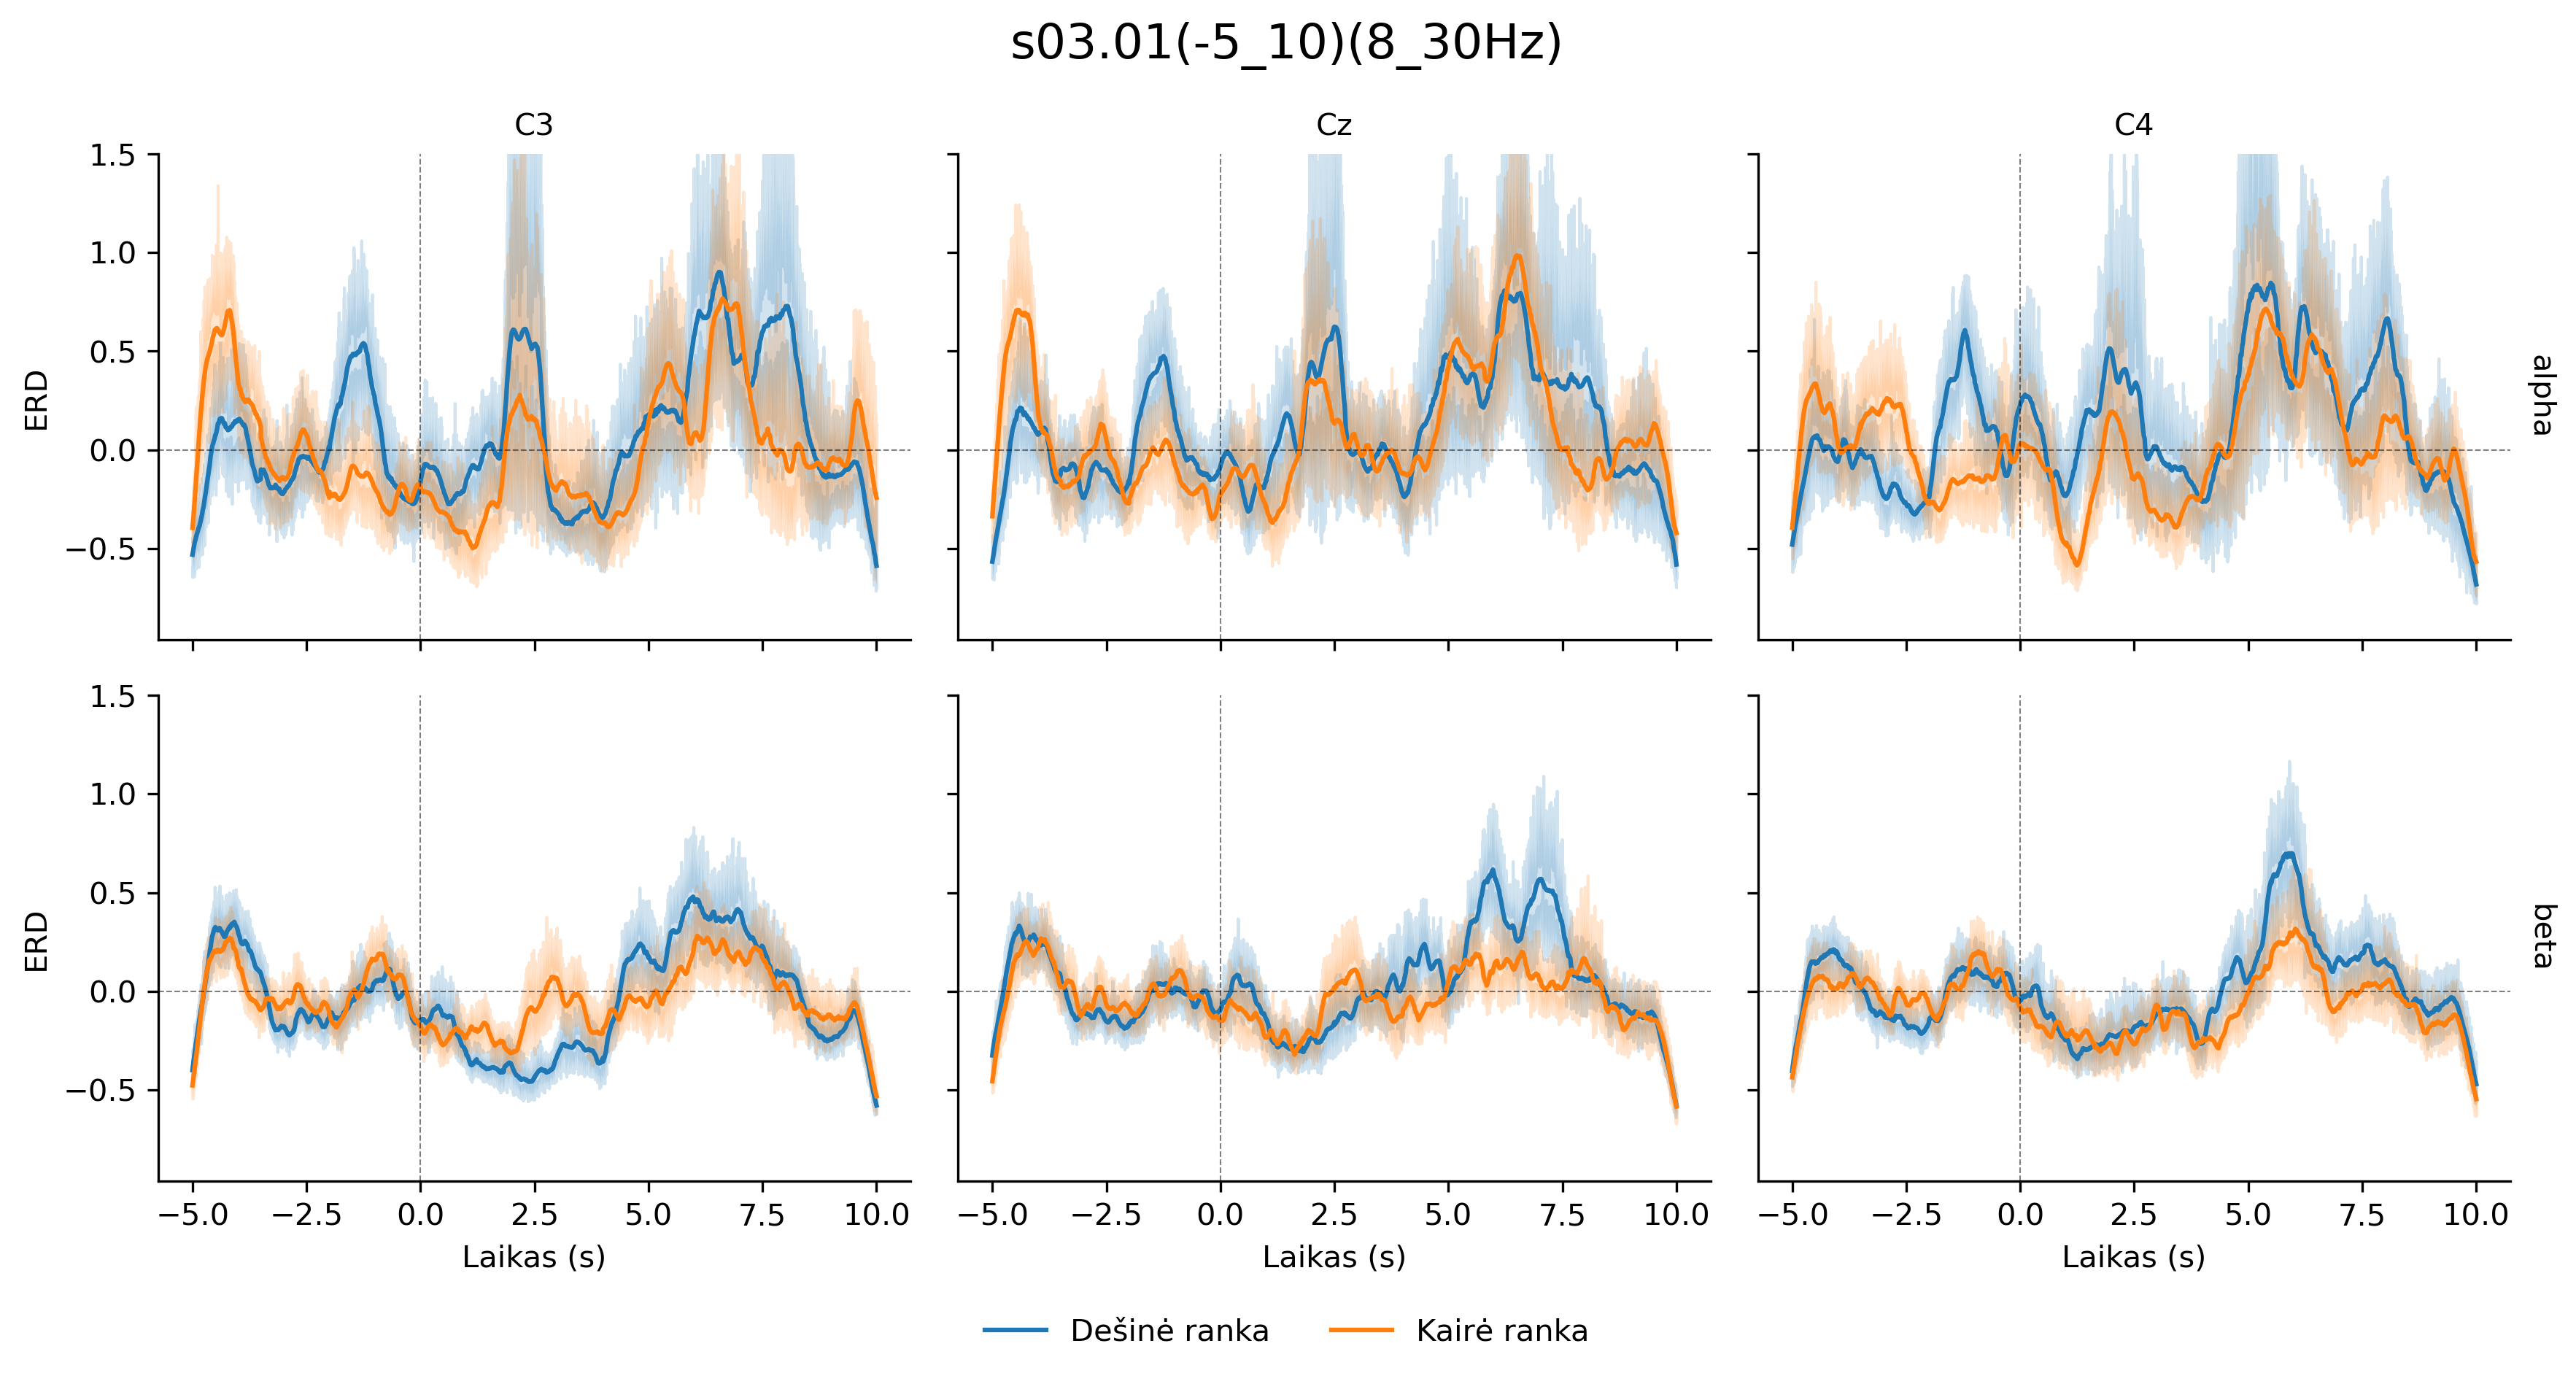 s03.01(-5_10)(8_30Hz)
C3 Cz C4
1.5
1.0
0.5
0.0
−0.5
ERD
alpha
1.5
1.0
0.5
0.0
−0.5
ERD
beta
−5.0 −2.5 0.0 2.5 5.0 7.5 10.0 −5.0 −2.5 0.0 2.5 5.0 7.5 10.0 −5.0 −2.5 0.0 2.5 5.0 7.5 10.0
Laikas (s) Laikas (s) Laikas (s)
Dešinė ranka Kairė ranka